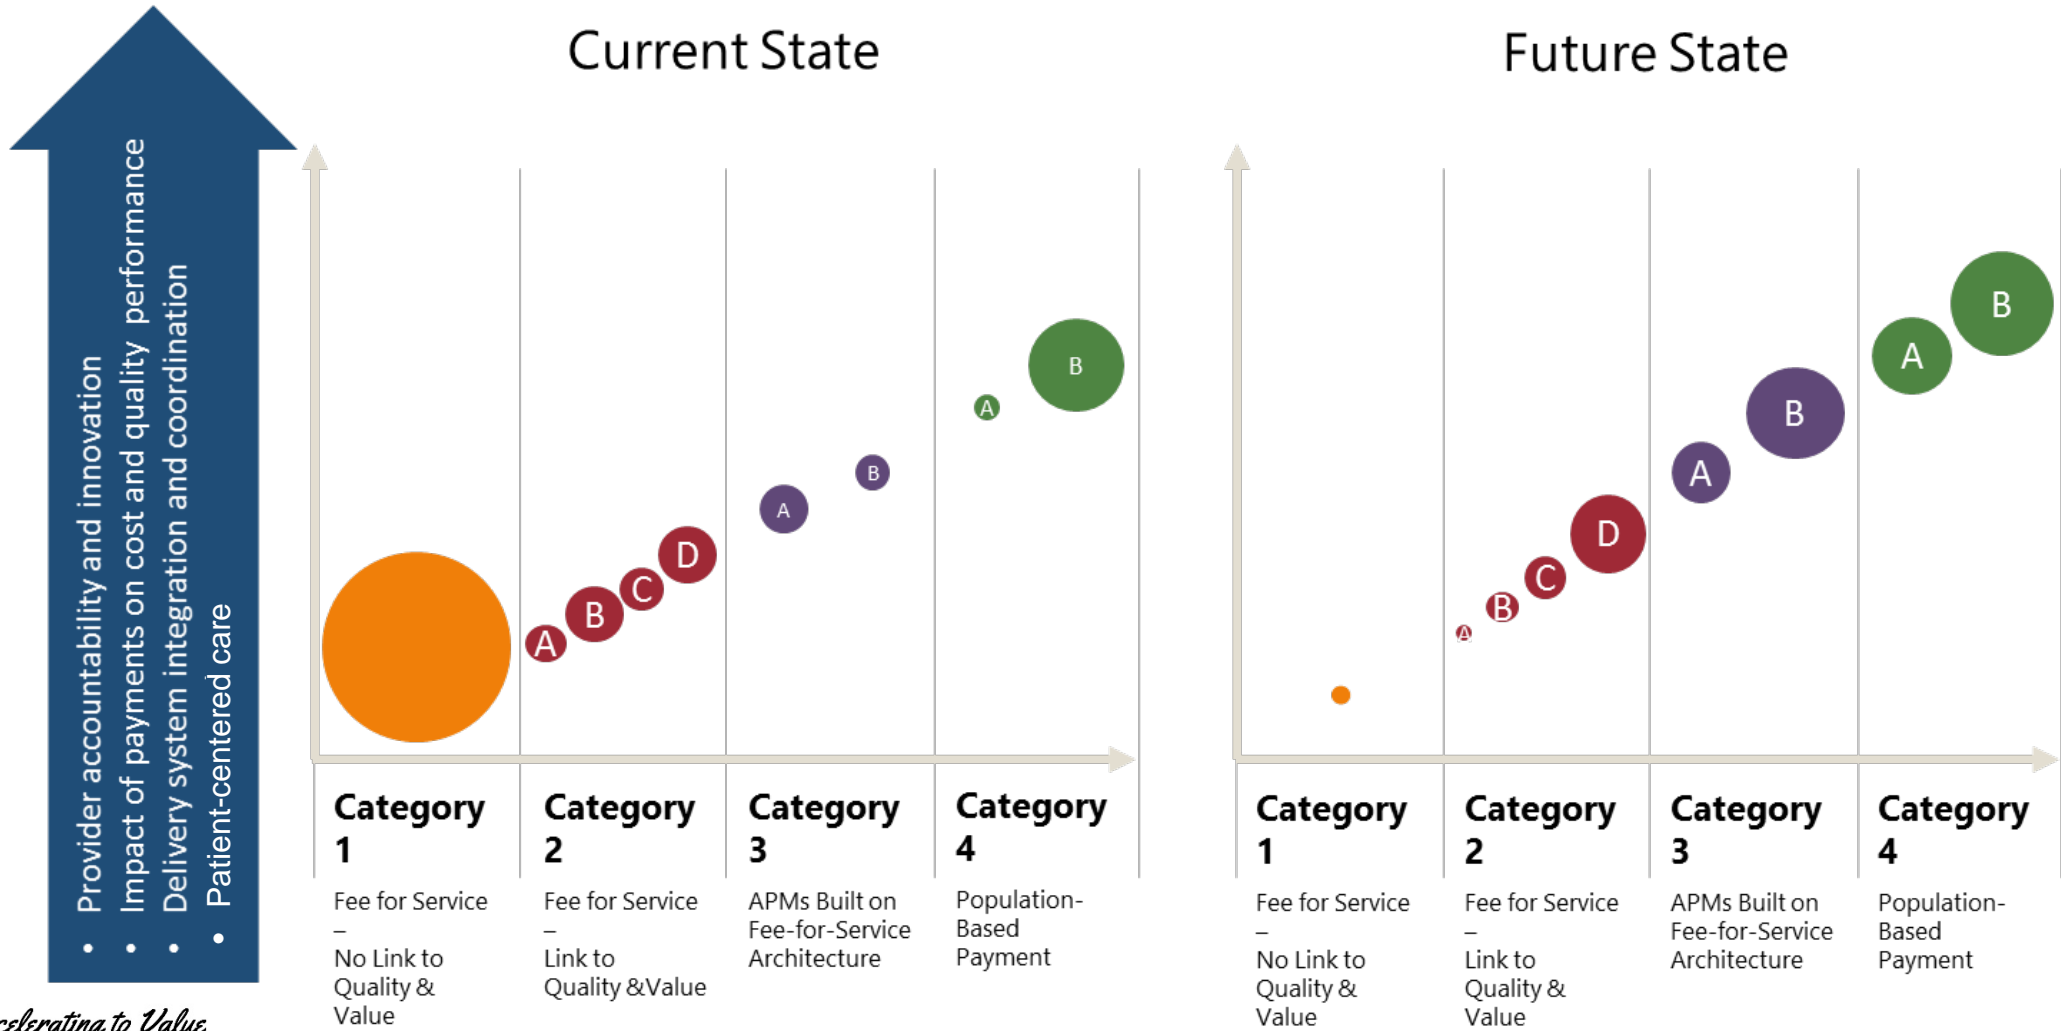 Current State
Future State
• Provider accountability and innovation
• Impact of payments on cost and quality performance
• Delivery system integration and coordination
• Patient-centered care
A
B
C
D
A
B
A
B
A
B
C
D
A
B
A
B
Category
1
Fee for Service
–
No Link to
Quality &
Value
Category
2
Fee for Service
–
Link to
Quality &Value
Category
3
APMs Built on
Fee-for-Service
Architecture
Category
4
Population-
Based
Payment
Category
1
Fee for Service
–
No Link to
Quality &
Value
Category
2
Fee for Service
–
Link to
Quality &
Value
Category
3
APMs Built on
Fee-for-Service
Architecture
Category
4
Population-
Based
Payment
to Value